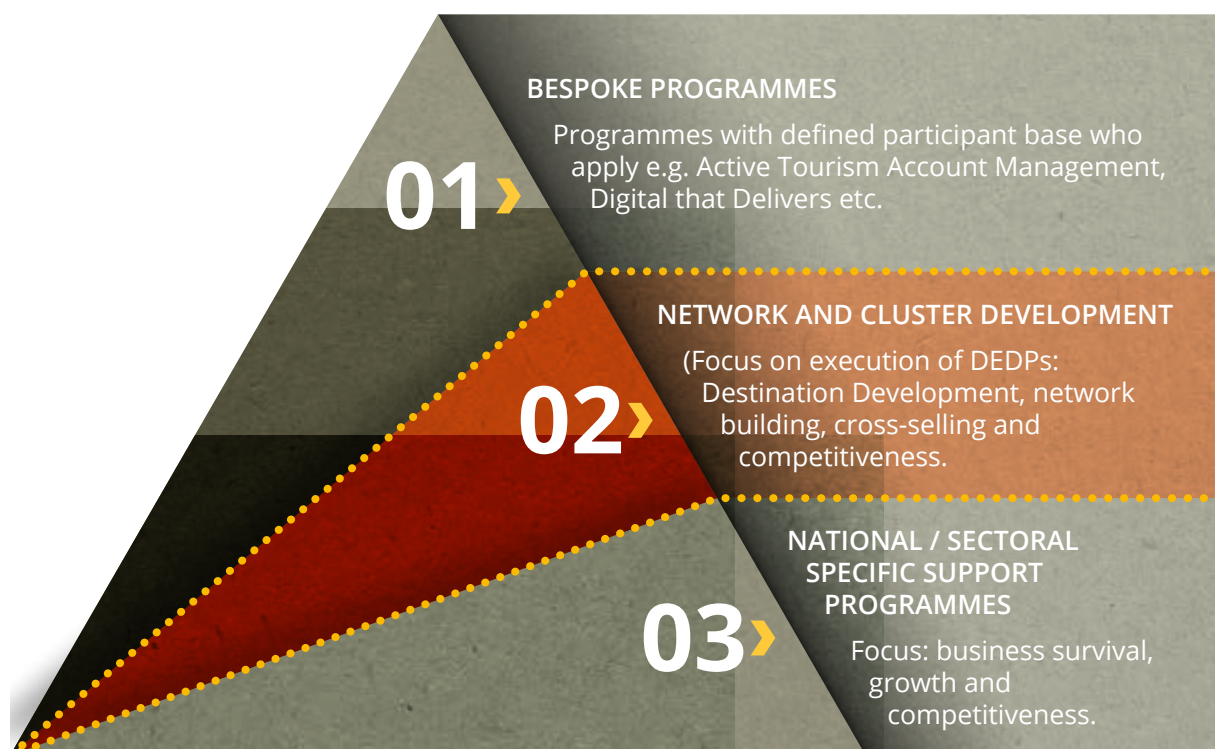 01
BESPOKE PROGRAMMES
Programmes with defined participant base who
apply e.g. Active Tourism Account Management,
Digital that Delivers etc.
02
NETWORK AND CLUSTER DEVELOPMENT
(Focus on execution of DEDPs:
Destination Development, network
building, cross-selling and
competitiveness.
03
NATIONAL / SECTORAL
SPECIFIC SUPPORT
PROGRAMMES
Focus: business survival,
growth and
competitiveness.